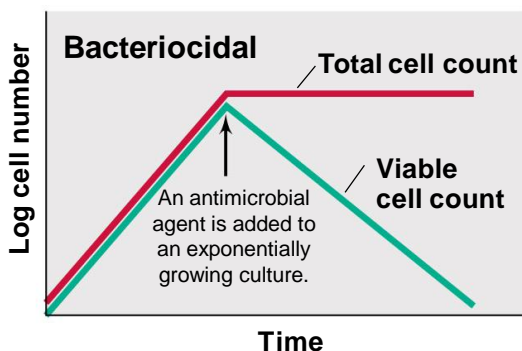 Bacteriocidal
Total cell count
Viable
cell count
An antimicrobial
agent is added to
an exponentially
growing culture.
Log cell number
Time